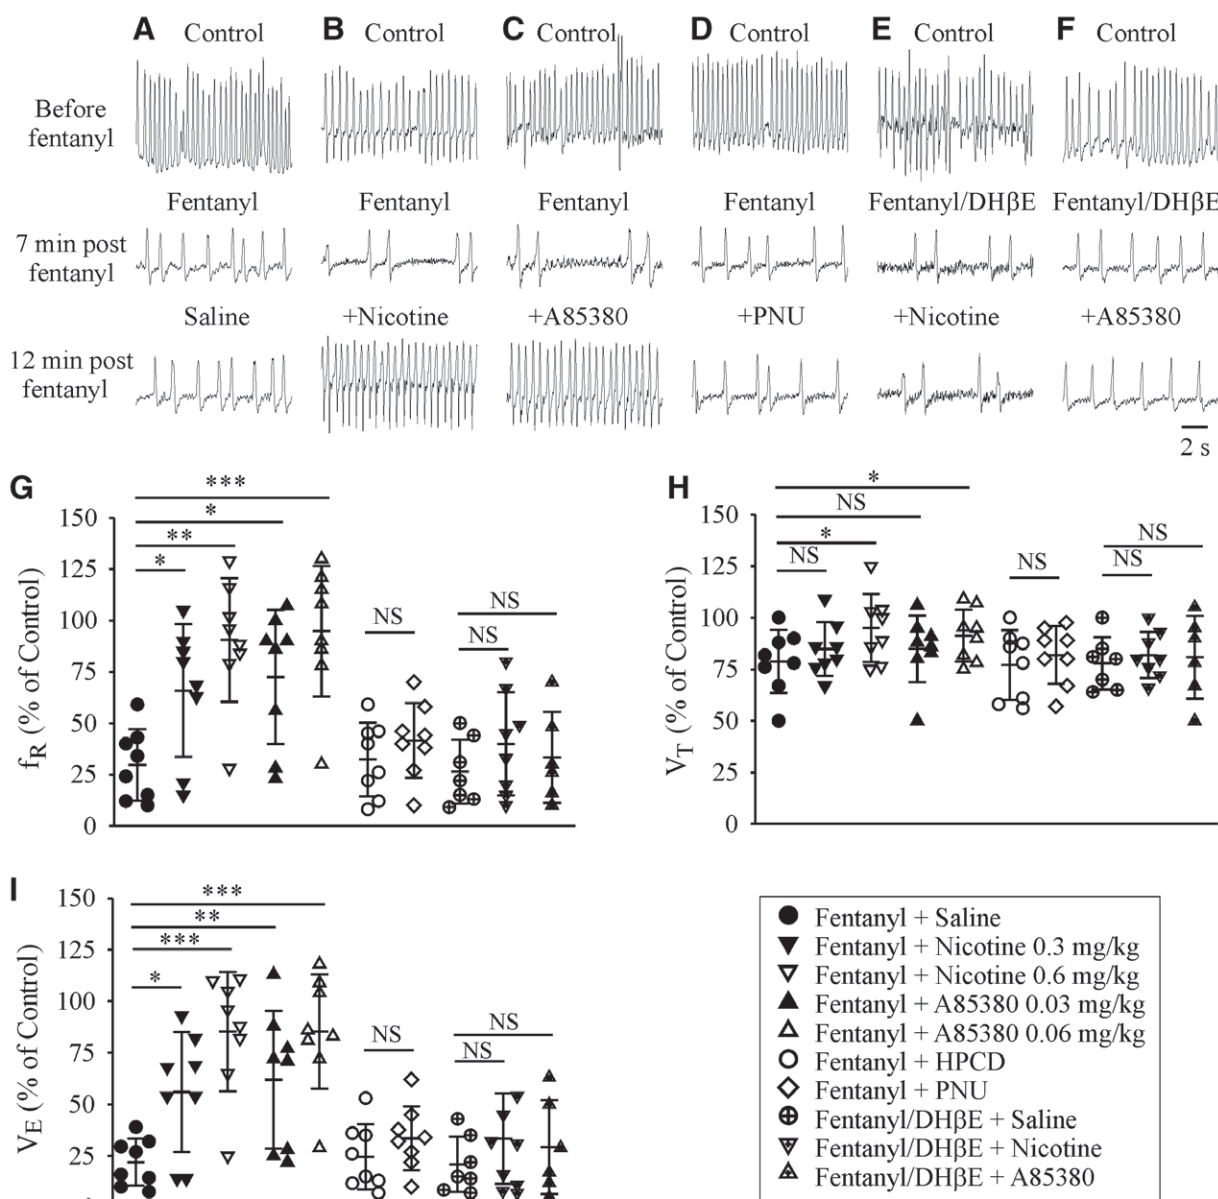 A Control B Control C Control D Control E Control F Control
Before
fentanyl
Fentanyl Fentanyl Fentanyl Fentanyl Fentanyl/DHβE Fentanyl/DHβE
7 min post
fentanyl
Saline +Nicotine +A85380 +PNU +Nicotine +A85380
12 min post
fentanyl
2 s
G
***
*
**
*
NS
NS
NS
150
125
100
75
50
25
0
fR (% of Control)
H
*
NS
*
NS
NS
NS
NS
150
125
100
75
50
25
0
VT (% of Control)
I
***
**
***
*
NS
NS
NS
150
125
100
75
50
25
VE (% of Control)
Fentanyl + Saline
Fentanyl + Nicotine 0.3 mg/kg
Fentanyl + Nicotine 0.6 mg/kg
Fentanyl + A85380 0.03 mg/kg
Fentanyl + A85380 0.06 mg/kg
Fentanyl + HPCD
Fentanyl + PNU
Fentanyl/DHβE + Saline
Fentanyl/DHβE + Nicotine
Fentanyl/DHβE + A85380